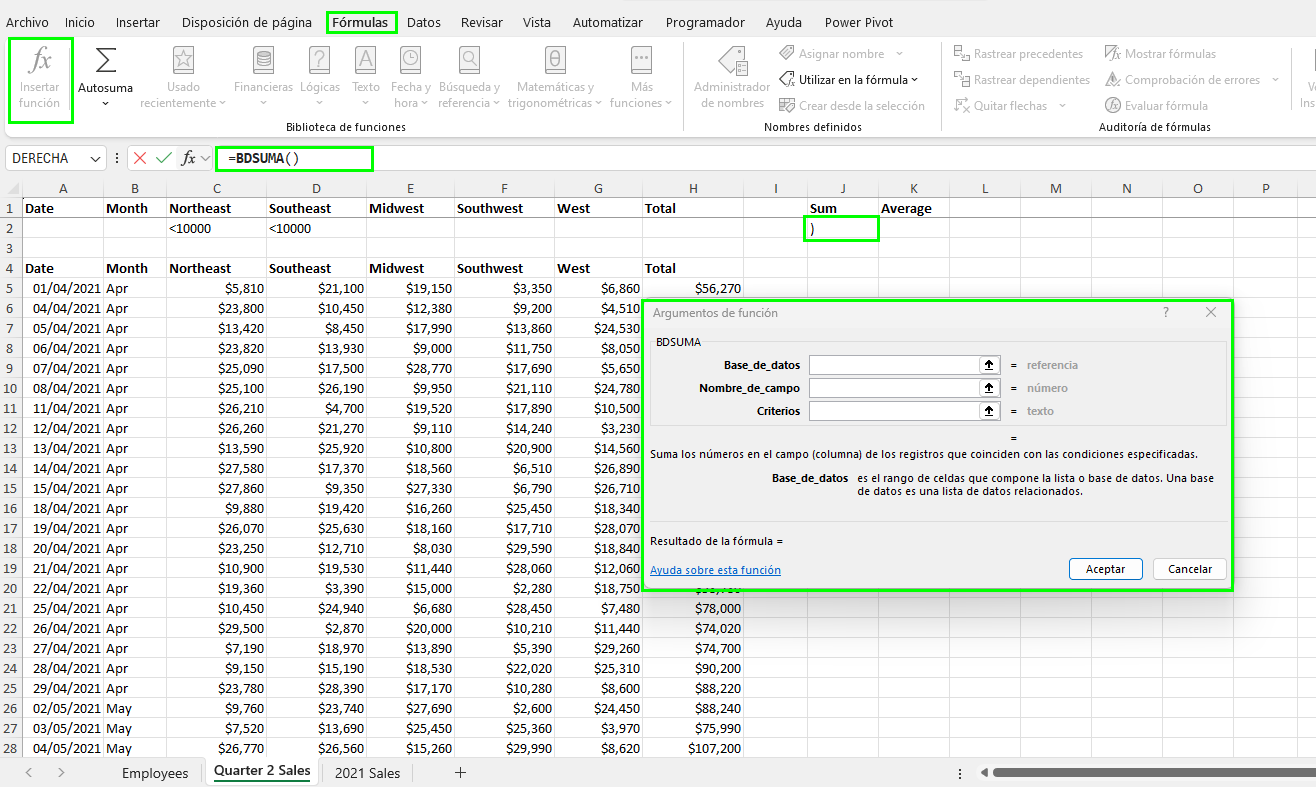 Archivo Inicio Insertar Disposición de página Fórmulas Datos Revisar Vista Automatizar Programador Ayuda Power Pivot
fx Σ
Insertar función Autosuma Usado recientemente Financieras Lógicas Texto Fecha y hora Búsqueda y referencia Matemáticas y trigonométricas Más funciones
Administrador de nombres Asignar nombre
Utilizar en la fórmula
Crear desde la selección
Rastrear precedentes Mostrar fórmulas
Rastrear dependientes Comprobación de errores
Quitar flechas Evaluar fórmula
Biblioteca de funciones Nombres definidos Auditoría de fórmulas
DERECHA fx =BDSUMA()
A B C D E F G H I J K L M N O P
1 Date Month Northeast Southeast Midwest Southwest West Total Sum Average
2 <10000 <10000 )
3
4 Date Month Northeast Southeast Midwest Southwest West Total
5 01/04/2021 Apr $5,810 $21,100 $19,150 $3,350 $6,860 $56,270
6 04/04/2021 Apr $23,800 $10,450 $12,380 $9,200 $4,510
7 05/04/2021 Apr $13,420 $8,450 $17,990 $13,860 $24,530
8 06/04/2021 Apr $23,820 $13,930 $9,000 $11,750 $8,050
9 07/04/2021 Apr $25,090 $17,500 $28,770 $17,690 $5,650
10 08/04/2021 Apr $25,100 $26,190 $9,950 $21,110 $24,780
11 11/04/2021 Apr $26,210 $4,700 $19,520 $17,890 $10,500
12 12/04/2021 Apr $26,260 $21,270 $9,110 $14,240 $3,230
13 13/04/2021 Apr $13,590 $25,920 $10,800 $20,900 $14,560
14 14/04/2021 Apr $27,580 $17,370 $18,560 $6,510 $26,890
15 15/04/2021 Apr $27,860 $9,350 $27,330 $6,790 $26,710
16 18/04/2021 Apr $9,880 $19,420 $16,260 $25,450 $18,340
17 19/04/2021 Apr $26,070 $25,630 $18,160 $17,710 $28,070
18 20/04/2021 Apr $23,250 $12,710 $8,030 $29,590 $18,840
19 21/04/2021 Apr $10,900 $19,530 $11,440 $28,060 $12,060
20 22/04/2021 Apr $19,360 $3,390 $15,000 $2,280 $18,750
21 25/04/2021 Apr $10,450 $24,940 $6,680 $28,450 $7,480 $78,000
22 26/04/2021 Apr $29,500 $2,870 $20,000 $10,210 $11,440 $74,020
23 27/04/2021 Apr $7,190 $18,970 $13,890 $5,390 $29,260 $74,700
24 28/04/2021 Apr $9,150 $15,190 $18,530 $22,020 $25,310 $90,200
25 29/04/2021 Apr $23,780 $28,390 $17,170 $10,280 $8,600 $88,220
26 02/05/2021 May $9,760 $23,740 $27,690 $2,600 $24,450 $88,240
27 03/05/2021 May $7,520 $13,690 $25,450 $25,360 $3,970 $75,990
28 04/05/2021 May $26,770 $26,560 $15,260 $29,990 $8,620 $107,200
Argumentos de función ?
BDSUMA
Base_de_datos = referencia
Nombre_de_campo = número
Criterios = texto
=
Suma los números en el campo (columna) de los registros que coinciden con las condiciones especificadas.
Base_de_datos es el rango de celdas que compone la lista o base de datos. Una base
de datos es una lista de datos relacionados.
Resultado de la fórmula =
Ayuda sobre esta función Aceptar Cancelar
Employees Quarter 2 Sales 2021 Sales +